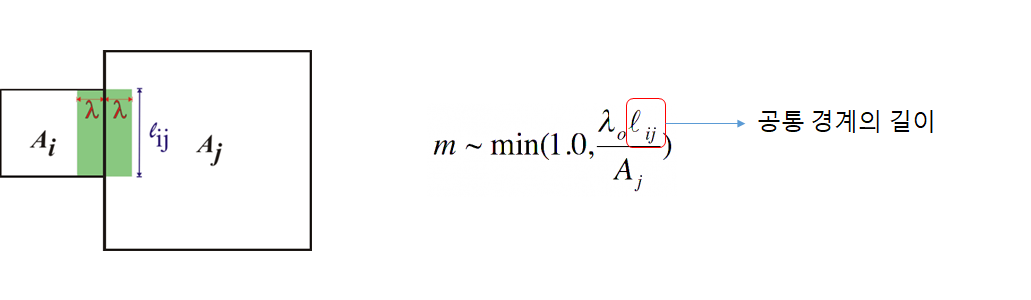 λ λ
A_i
ℓ_ij
A_j
m ~ min(1.0, λ_o ℓ_ij / A_j)
공통 경계의 길이